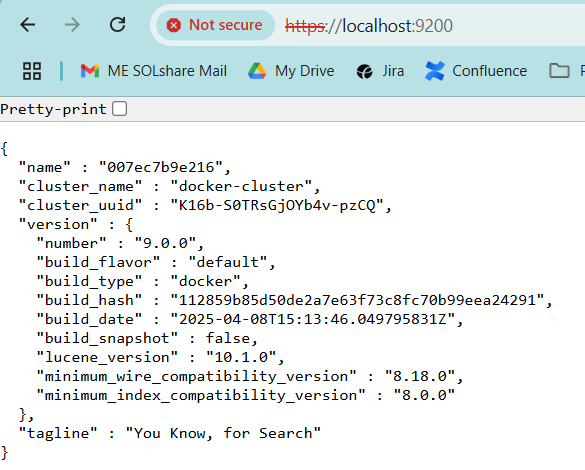 Not secure https://localhost:9200
ME SOLshare Mail My Drive Jira Confluence
Pretty-print
{
  "name" : "007ec7b9e216",
  "cluster_name" : "docker-cluster",
  "cluster_uuid" : "K16b-S0TRsGjOYb4v-pzCQ",
  "version" : {
    "number" : "9.0.0",
    "build_flavor" : "default",
    "build_type" : "docker",
    "build_hash" : "112859b85d50de2a7e63f73c8fc70b99eea24291",
    "build_date" : "2025-04-08T15:13:46.049795831Z",
    "build_snapshot" : false,
    "lucene_version" : "10.1.0",
    "minimum_wire_compatibility_version" : "8.18.0",
    "minimum_index_compatibility_version" : "8.0.0"
  },
  "tagline" : "You Know, for Search"
}